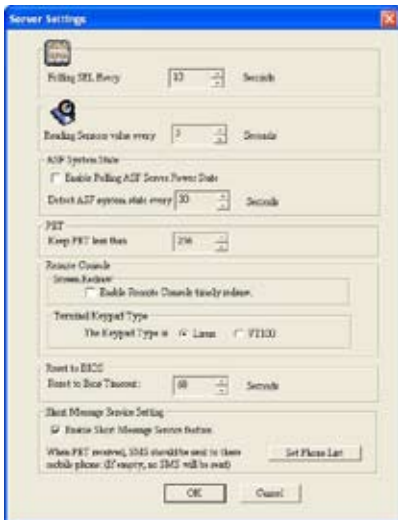 Server Settings
Polling SEL Every 10 Seconds
Reading Sensor value every 3 Seconds
ASF System State
Enable Polling ASF Server Power State
Detect ASF system state every 30 Seconds
PET
Keep PET less than 256
Remote Console
Screen Redraw
Enable Remote Console timely redraw.
Terminal Keypad Type
The Keypad Type is Linux VT100
Reset to BIOS
Reset to Bios Timeout: 60 Seconds
Short Message Service Setting
Enable Short Message Service feature
When PET received, SMS should be sent to these
mobile phone: (If empty, no SMS will be sent)
Set Phone List
OK Cancel